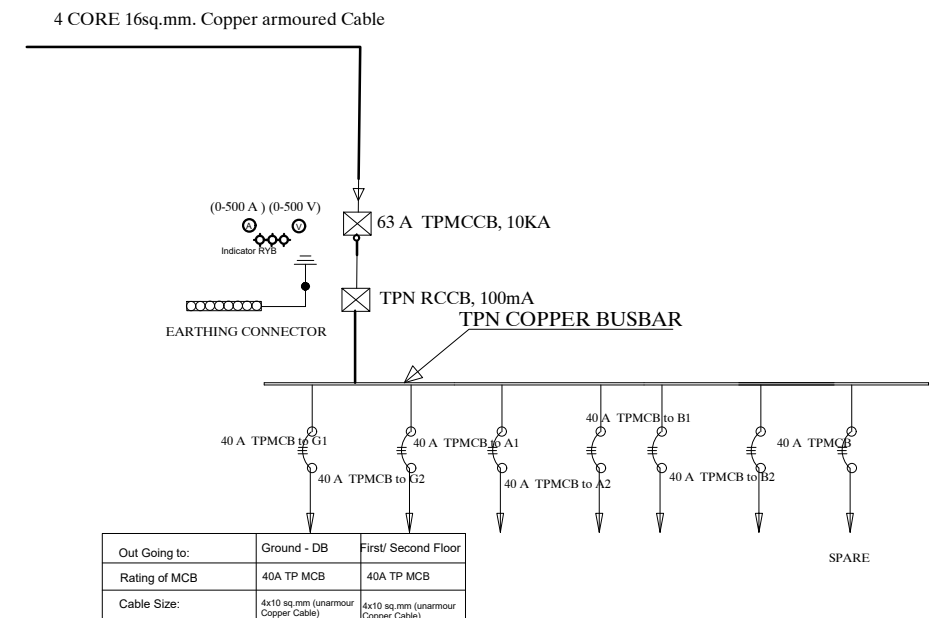 4 CORE 16sq.mm. Copper armoured Cable
(0-500 A ) (0-500 V)
A V
Indicator RYB
63 A TPMCCB, 10KA
TPN RCCB, 100mA
EARTHING CONNECTOR
TPN COPPER BUSBAR
40 A TPMCB to G1
40 A TPMCB to G2
40 A TPMCB to A1
40 A TPMCB to A2
40 A TPMCB to B1
40 A TPMCB to B2
40 A TPMCB
SPARE
Out Going to: Ground - DB First/ Second Floor
Rating of MCB 40A TP MCB 40A TP MCB
Cable Size: 4x10 sq.mm (unarmour 4x10 sq.mm (unarmour
Copper Cable) Copper Cable)